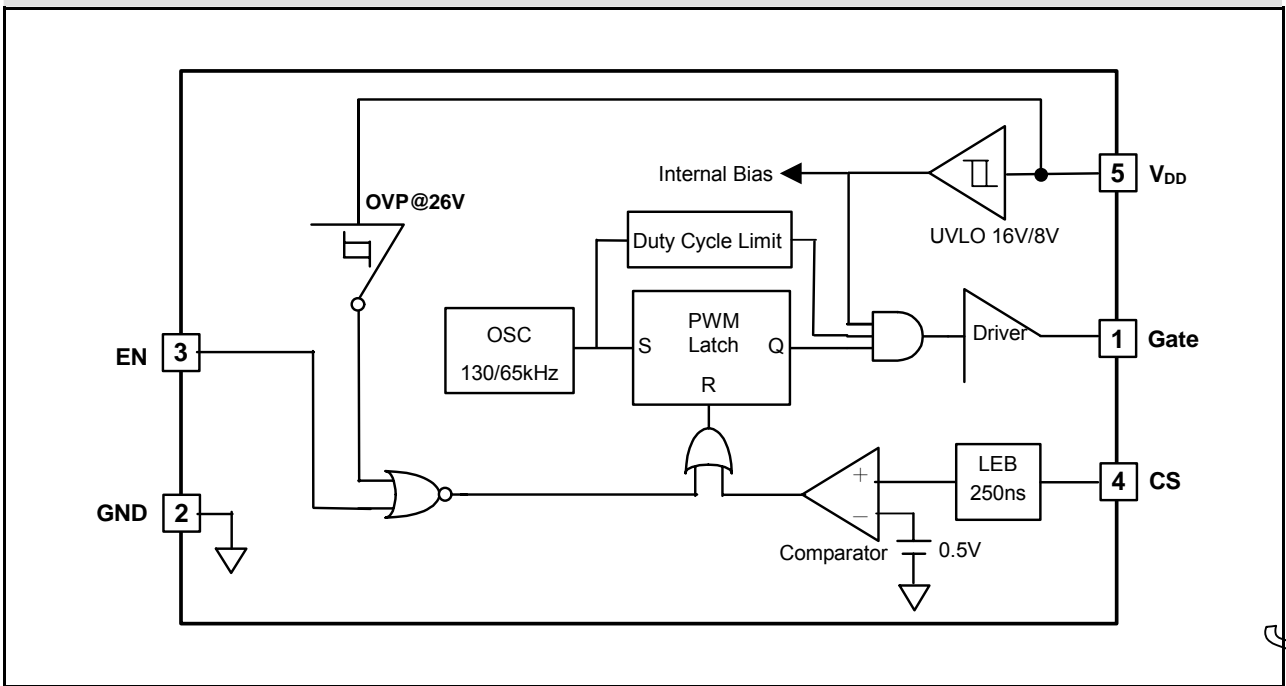 Internal Bias
5 VDD
OVP@26V
UVLO 16V/8V
Duty Cycle Limit
OSC
130/65kHz
PWM
Latch
S
Q
R
Driver
1 Gate
EN 3
LEB
250ns
4 CS
+
−
GND 2
Comparator
0.5V